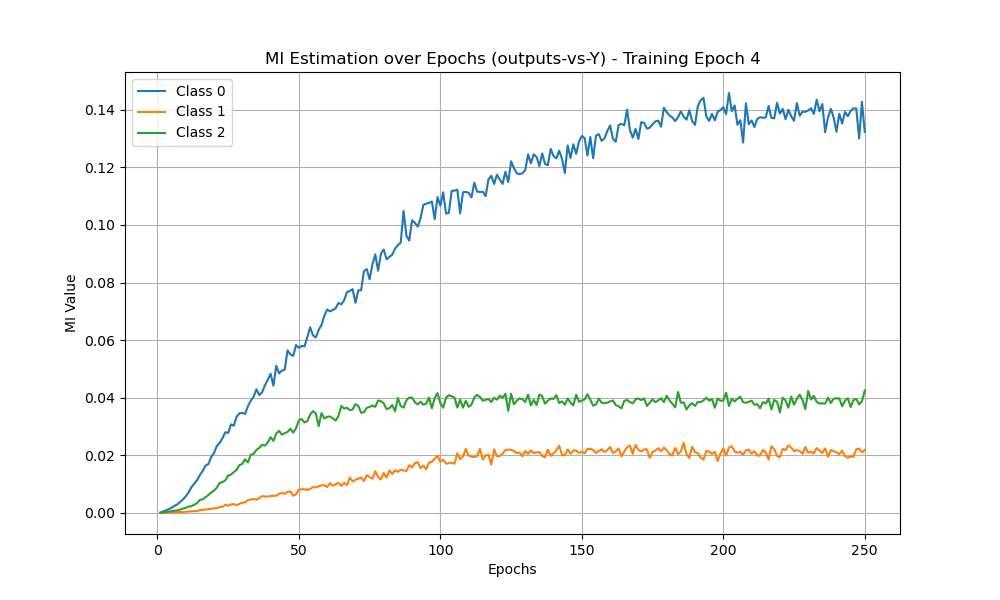 MI Estimation over Epochs (outputs-vs-Y) - Training Epoch 4
Class 0
Class 1
Class 2
0.14
0.12
0.10
0.08
0.06
0.04
0.02
0.00
MI Value
0 50 100 150 200 250
Epochs